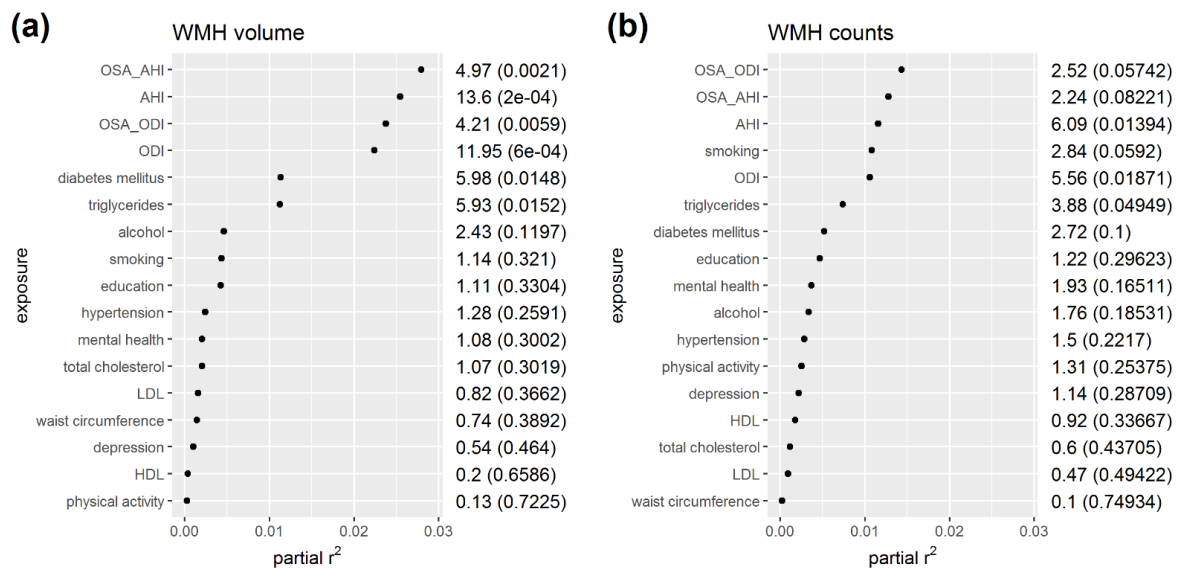 (a)
WMH volume
exposure
OSA_AHI 4.97 (0.0021)
AHI 13.6 (2e-04)
OSA_ODI 4.21 (0.0059)
ODI 11.95 (6e-04)
diabetes mellitus 5.98 (0.0148)
triglycerides 5.93 (0.0152)
alcohol 2.43 (0.1197)
smoking 1.14 (0.321)
education 1.11 (0.3304)
hypertension 1.28 (0.2591)
mental health 1.08 (0.3002)
total cholesterol 1.07 (0.3019)
LDL 0.82 (0.3662)
waist circumference 0.74 (0.3892)
depression 0.54 (0.464)
HDL 0.2 (0.6586)
physical activity 0.13 (0.7225)
0.00 0.01 0.02 0.03
partial r²
(b)
WMH counts
exposure
OSA_ODI 2.52 (0.05742)
OSA_AHI 2.24 (0.08221)
AHI 6.09 (0.01394)
smoking 2.84 (0.0592)
ODI 5.56 (0.01871)
triglycerides 3.88 (0.04949)
diabetes mellitus 2.72 (0.1)
education 1.22 (0.29623)
mental health 1.93 (0.16511)
alcohol 1.76 (0.18531)
hypertension 1.5 (0.2217)
physical activity 1.31 (0.25375)
depression 1.14 (0.28709)
HDL 0.92 (0.33667)
total cholesterol 0.6 (0.43705)
LDL 0.47 (0.49422)
waist circumference 0.1 (0.74934)
0.00 0.01 0.02 0.03
partial r²